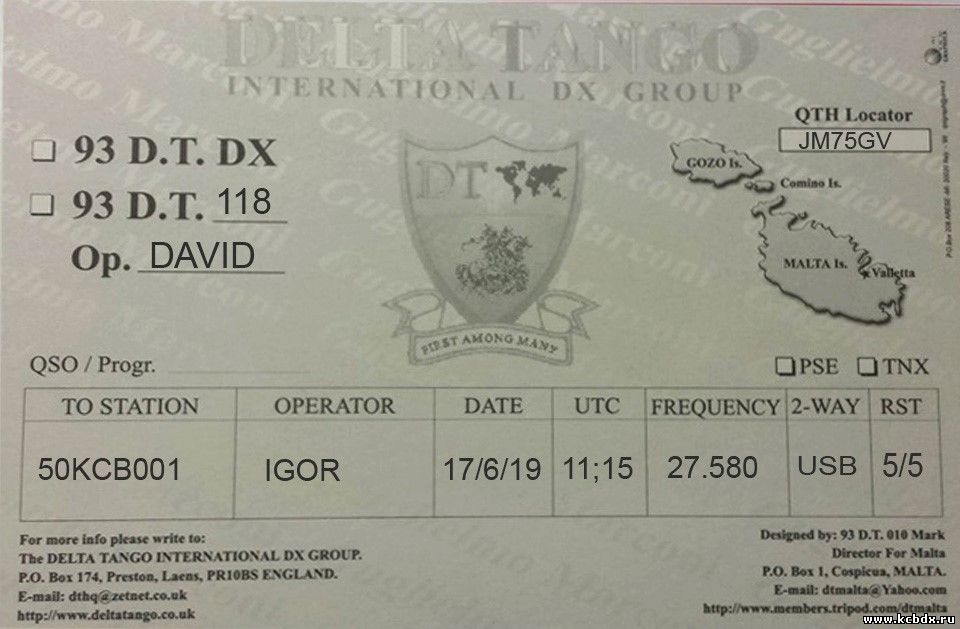 DELTA TANGO
INTERNATIONAL DX GROUP
QTH Locator
JM75GV
93 D.T. DX
93 D.T. 118
Op. DAVID
DT
FIRST AMONG MANY
GOZO Is.
Comino Is.
MALTA Is.
Valletta
QSO / Progr.
PSE TNX
TO STATION OPERATOR DATE UTC FREQUENCY 2-WAY RST
50KCB001 IGOR 17/6/19 11;15 27.580 USB 5/5
For more info please write to:
The DELTA TANGO INTERNATIONAL DX GROUP.
P.O. Box 174, Preston, Laens, PR10BS ENGLAND.
E-mail: dthq@zetnet.co.uk
http://www.deltatango.co.uk
Designed by: 93 D.T. 010 Mark
Director For Malta
P.O. Box 1, Cospicua, MALTA.
E-mail: dtmalta@Yahoo.com
http://www.members.tripod.com/dtmalta
www.kcbdx.ru
Guglielmo Marconi